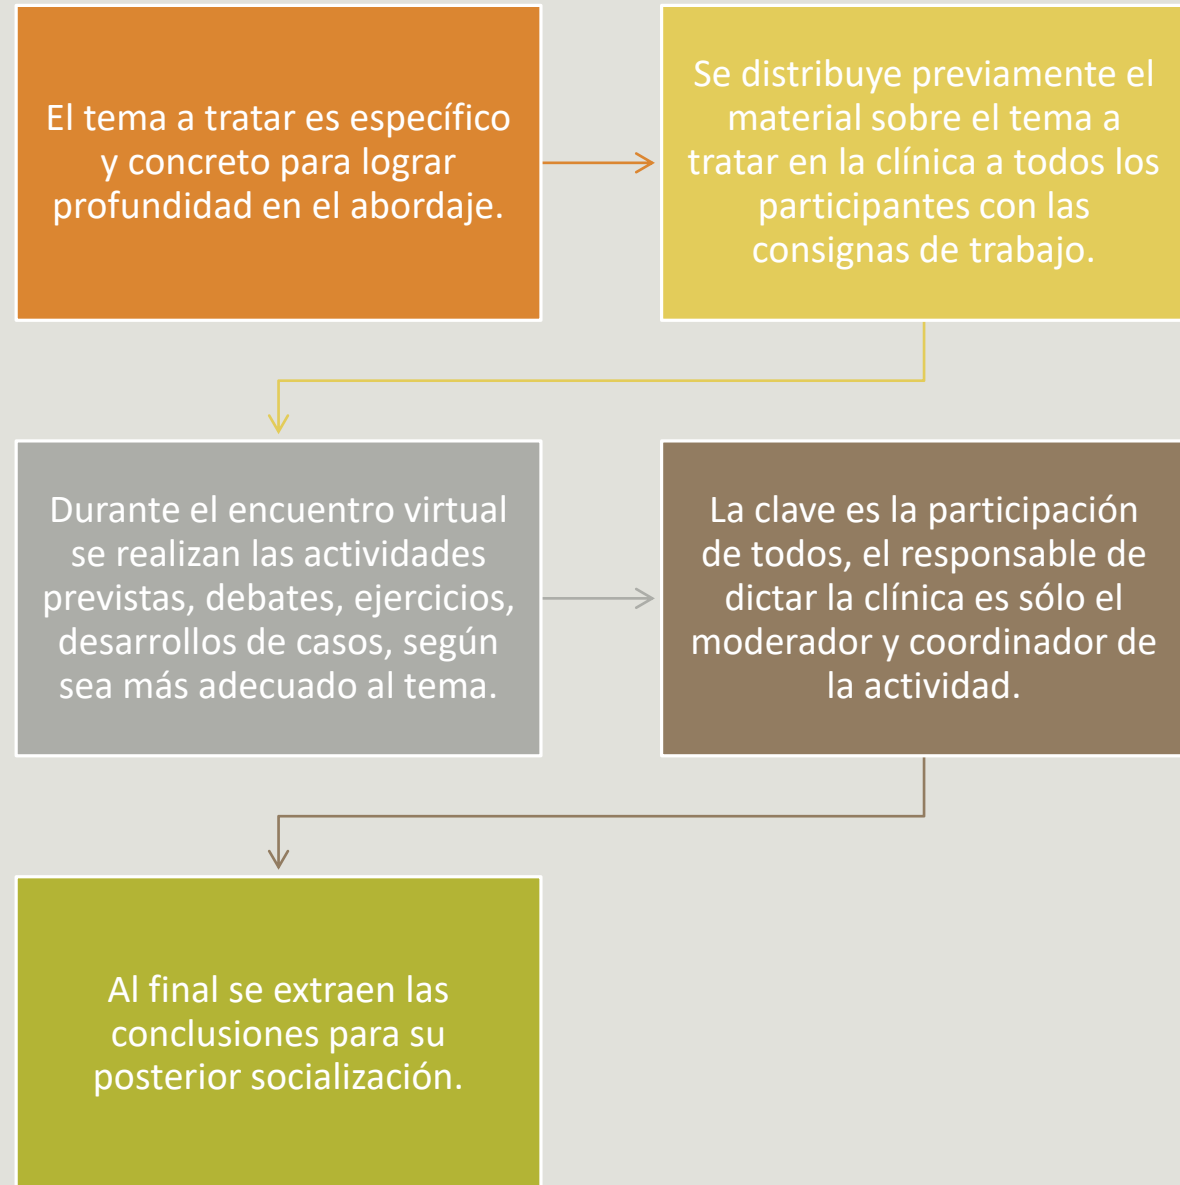 El tema a tratar es específico
y concreto para lograr
profundidad en el abordaje.
Se distribuye previamente el
material sobre el tema a
tratar en la clínica a todos los
participantes con las
consignas de trabajo.
Durante el encuentro virtual
se realizan las actividades
previstas, debates, ejercicios,
desarrollos de casos, según
sea más adecuado al tema.
La clave es la participación
de todos, el responsable de
dictar la clínica es sólo el
moderador y coordinador de
la actividad.
Al final se extraen las
conclusiones para su
posterior socialización.